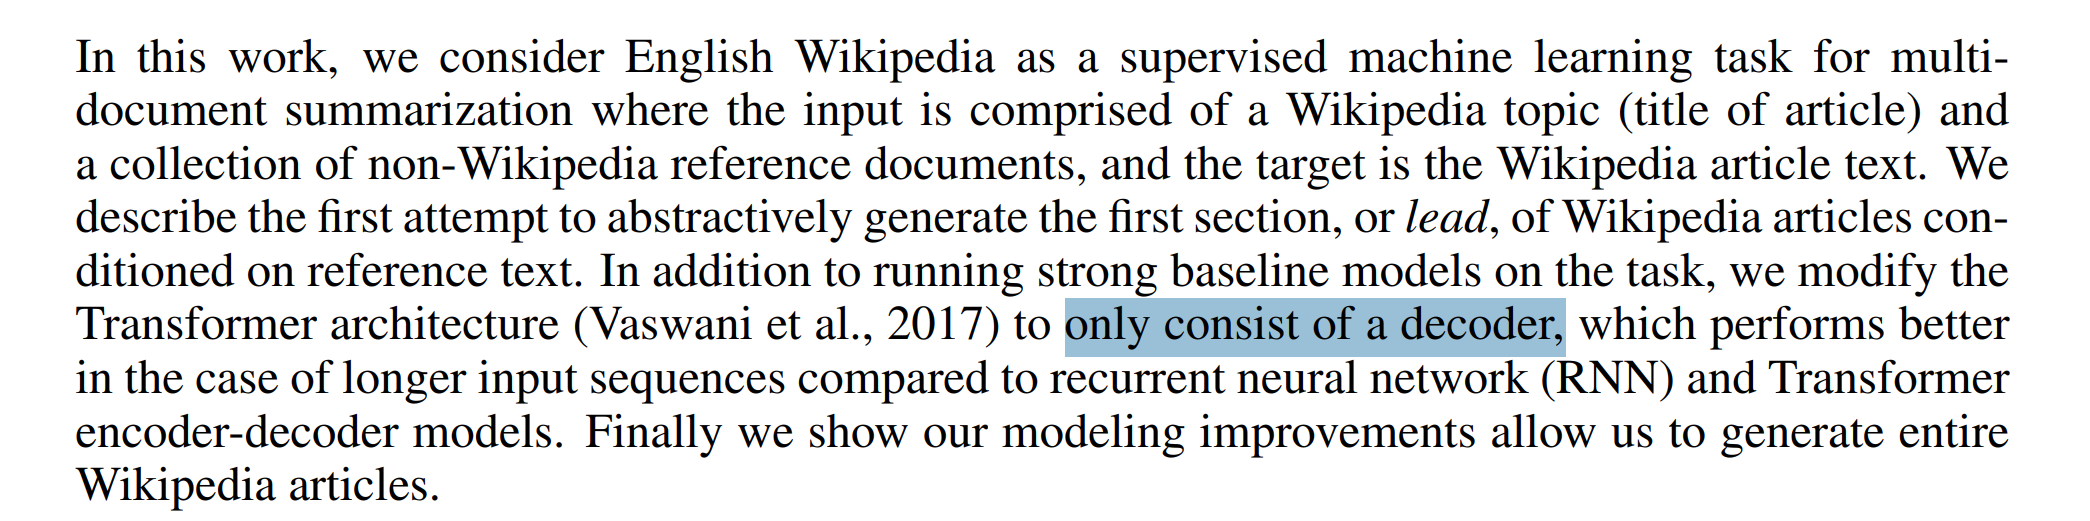 In this work, we consider English Wikipedia as a supervised machine learning task for multi-
document summarization where the input is comprised of a Wikipedia topic (title of article) and
a collection of non-Wikipedia reference documents, and the target is the Wikipedia article text. We
describe the first attempt to abstractively generate the first section, or lead, of Wikipedia articles con-
ditioned on reference text. In addition to running strong baseline models on the task, we modify the
Transformer architecture (Vaswani et al., 2017) to only consist of a decoder, which performs better
in the case of longer input sequences compared to recurrent neural network (RNN) and Transformer
encoder-decoder models. Finally we show our modeling improvements allow us to generate entire
Wikipedia articles.